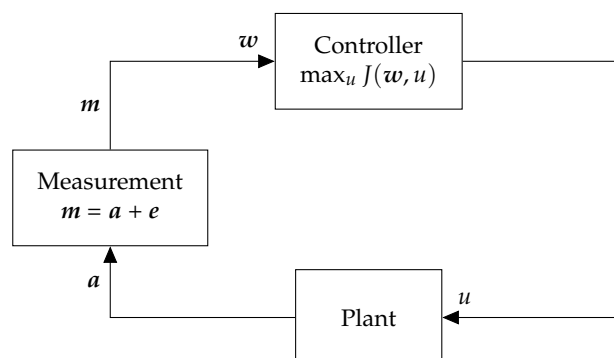 w
Controller
max_u J(w, u)
m
Measurement
m = a + e
a
u
Plant